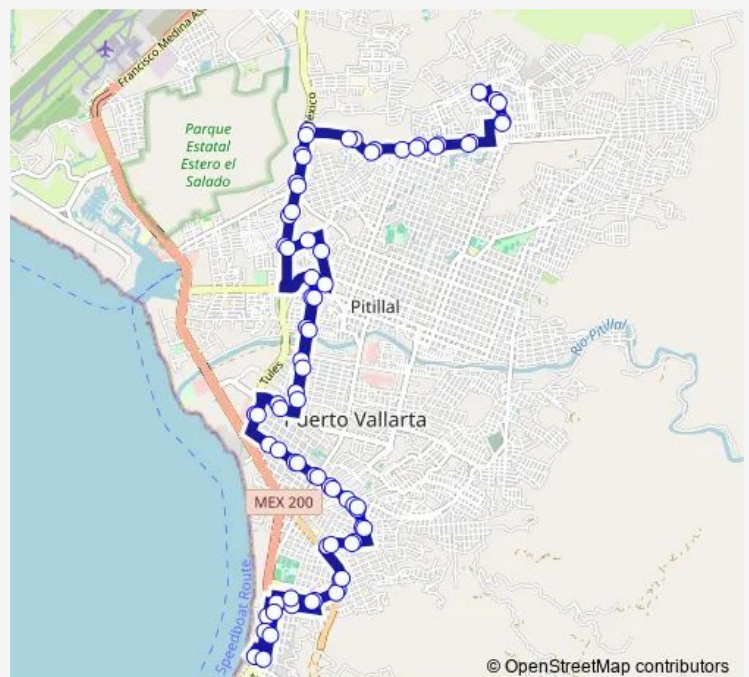 Francisco Medina As
México
Parque
Estatal
Estero el
Salado
Pitillal
Río Pitillal
Tules
Puerto Vallarta
MEX 200
Speedboat Route
© OpenStreetMap contributors